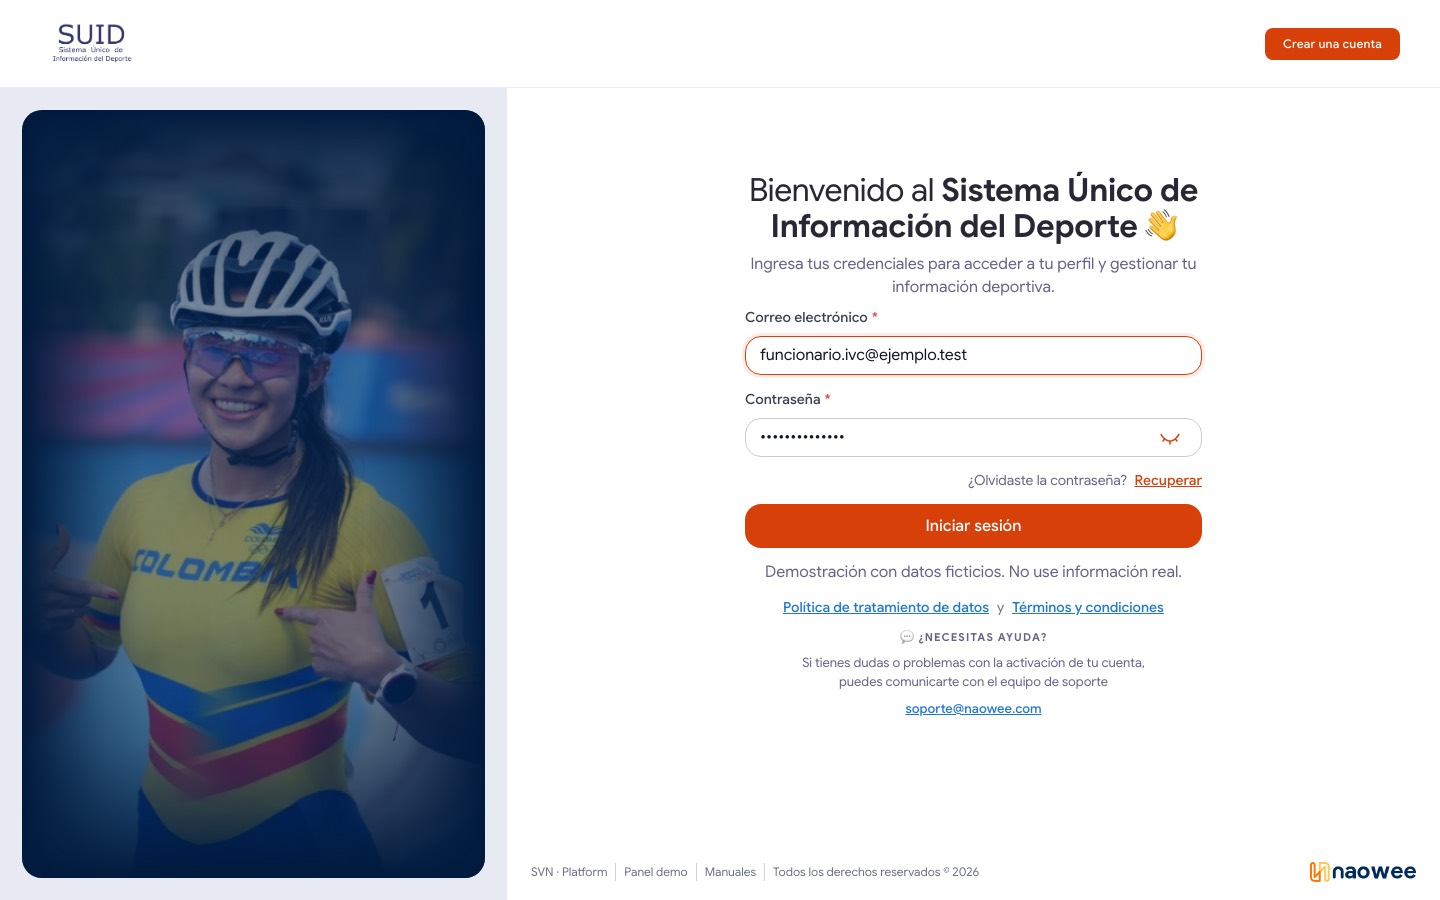 SUID
Sistema Único de
Información del Deporte
Crear una cuenta
COLOMBIA
1
Bienvenido al Sistema Único de
Información del Deporte 👋
Ingresa tus credenciales para acceder a tu perfil y gestionar tu
información deportiva.
Correo electrónico *
funcionario.ivc@ejemplo.test
Contraseña *
••••••••••••••
¿Olvidaste la contraseña? Recuperar
Iniciar sesión
Demostración con datos ficticios. No use información real.
Política de tratamiento de datos y Términos y condiciones
💬 ¿NECESITAS AYUDA?
Si tienes dudas o problemas con la activación de tu cuenta,
puedes comunicarte con el equipo de soporte
soporte@naowee.com
SVN · Platform | Panel demo | Manuales | Todos los derechos reservados © 2026
naowee